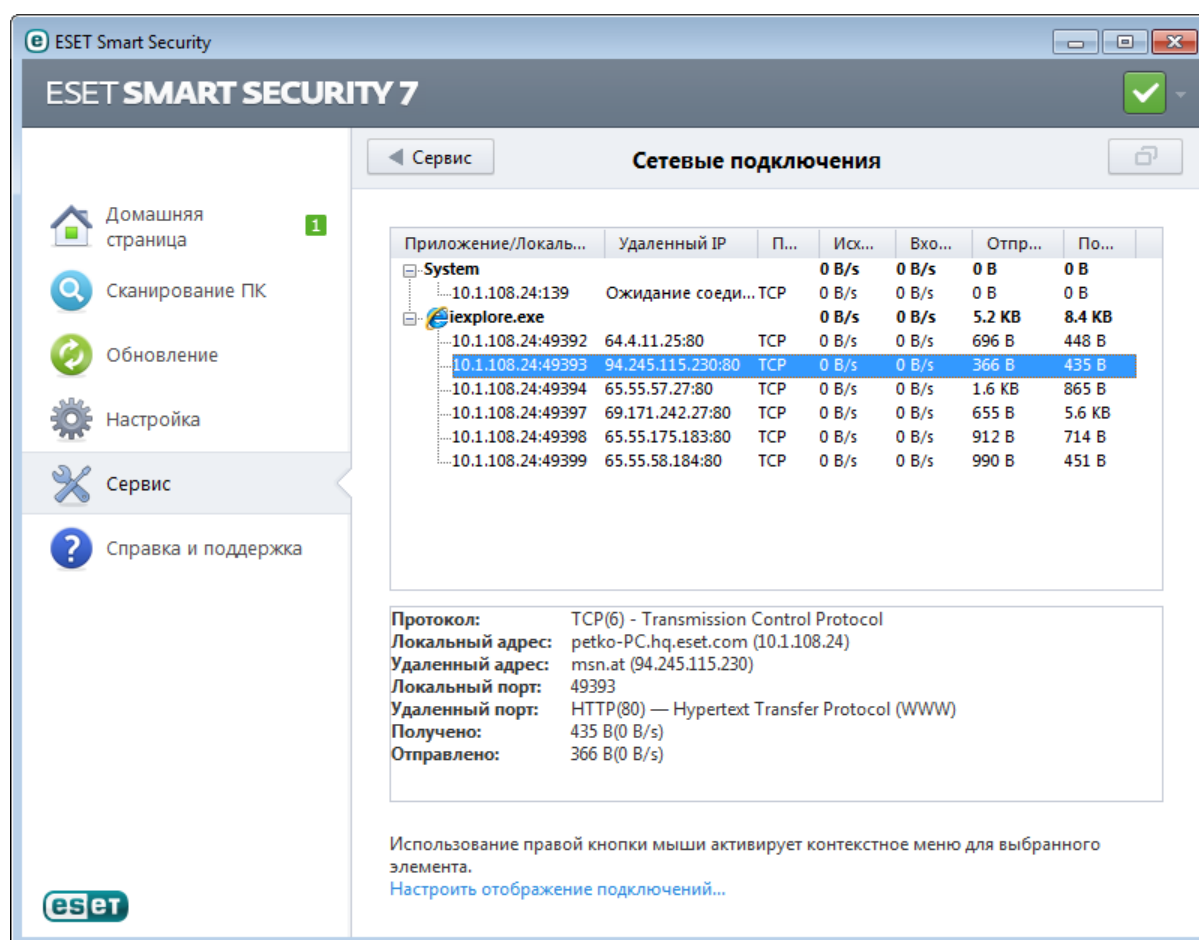 ESET Smart Security
ESET SMART SECURITY 7
Сервис
Сетевые подключения
Домашняя страница
1
Сканирование ПК
Обновление
Настройка
Сервис
Справка и поддержка
Приложение/Локаль... Удаленный IP П... Исх... Вхо... Отпр... По...
System 0 B/s 0 B/s 0 B 0 B
10.1.108.24:139 Ожидание соеди... TCP 0 B/s 0 B/s 0 B 0 B
iexplore.exe 0 B/s 0 B/s 5.2 KB 8.4 KB
10.1.108.24:49392 64.4.11.25:80 TCP 0 B/s 0 B/s 696 B 448 B
10.1.108.24:49393 94.245.115.230:80 TCP 0 B/s 0 B/s 366 B 435 B
10.1.108.24:49394 65.55.57.27:80 TCP 0 B/s 0 B/s 1.6 KB 865 B
10.1.108.24:49397 69.171.242.27:80 TCP 0 B/s 0 B/s 655 B 5.6 KB
10.1.108.24:49398 65.55.175.183:80 TCP 0 B/s 0 B/s 912 B 714 B
10.1.108.24:49399 65.55.58.184:80 TCP 0 B/s 0 B/s 990 B 451 B
Протокол: TCP(6) - Transmission Control Protocol
Локальный адрес: petko-PC.hq.eset.com (10.1.108.24)
Удаленный адрес: msn.at (94.245.115.230)
Локальный порт: 49393
Удаленный порт: HTTP(80) — Hypertext Transfer Protocol (WWW)
Получено: 435 B(0 B/s)
Отправлено: 366 B(0 B/s)
Использование правой кнопки мыши активирует контекстное меню для выбранного
элемента.
Настроить отображение подключений...
eset